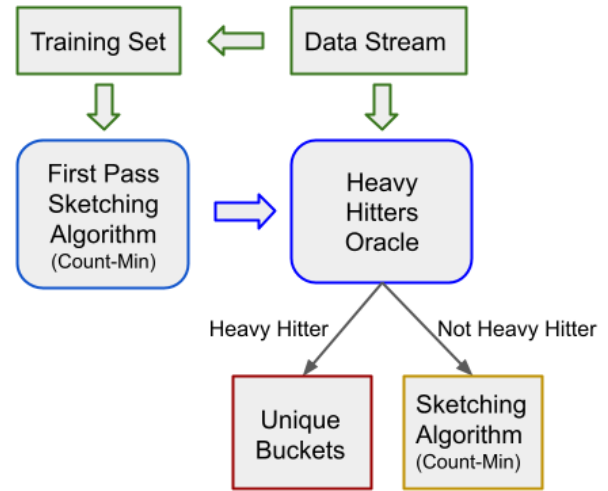 Training Set
Data Stream
First Pass
Sketching
Algorithm
(Count-Min)
Heavy
Hitters
Oracle
Heavy Hitter
Not Heavy Hitter
Unique
Buckets
Sketching
Algorithm
(Count-Min)